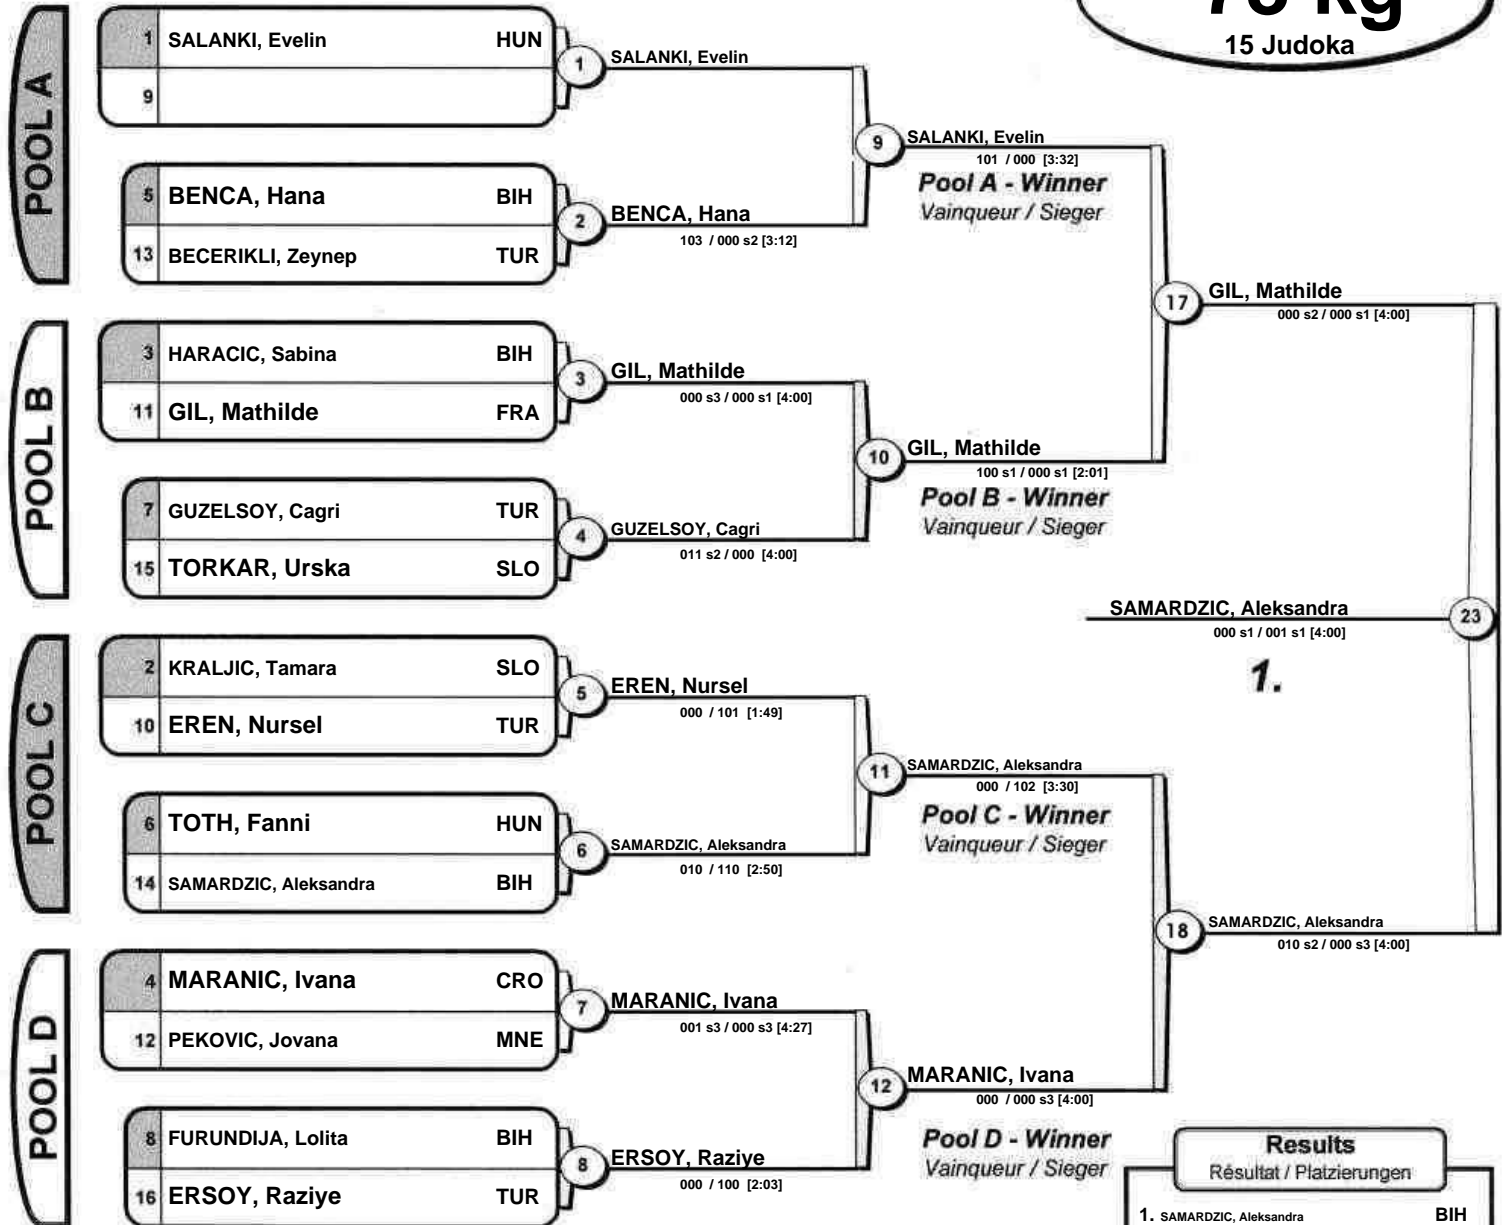 78 kg
15 Judoka
POOL A
1 SALANKI, Evelin HUN
9
1 SALANKI, Evelin
5 BENCA, Hana BIH
13 BECERIKLI, Zeynep TUR
2 BENCA, Hana
103 / 000 s2 [3:12]
9 SALANKI, Evelin
101 / 000 [3:32]
Pool A - Winner
Vainqueur / Sieger
POOL B
3 HARACIC, Sabina BIH
11 GIL, Mathilde FRA
3 GIL, Mathilde
000 s3 / 000 s1 [4:00]
7 GUZELSOY, Cagri TUR
15 TORKAR, Urska SLO
4 GUZELSOY, Cagri
011 s2 / 000 [4:00]
10 GIL, Mathilde
100 s1 / 000 s1 [2:01]
Pool B - Winner
Vainqueur / Sieger
17 GIL, Mathilde
000 s2 / 000 s1 [4:00]
SAMARDZIC, Aleksandra 23
000 s1 / 001 s1 [4:00]
1.
POOL C
2 KRALJIC, Tamara SLO
10 EREN, Nursel TUR
5 EREN, Nursel
000 / 101 [1:49]
6 TOTH, Fanni HUN
14 SAMARDZIC, Aleksandra BIH
6 SAMARDZIC, Aleksandra
010 / 110 [2:50]
11 SAMARDZIC, Aleksandra
000 / 102 [3:30]
Pool C - Winner
Vainqueur / Sieger
18 SAMARDZIC, Aleksandra
010 s2 / 000 s3 [4:00]
POOL D
4 MARANIC, Ivana CRO
12 PEKOVIC, Jovana MNE
7 MARANIC, Ivana
001 s3 / 000 s3 [4:27]
8 FURUNDIJA, Lolita BIH
16 ERSOY, Raziye TUR
8 ERSOY, Raziye
000 / 100 [2:03]
12 MARANIC, Ivana
000 / 000 s3 [4:00]
Pool D - Winner
Vainqueur / Sieger
Results
Résultat / Platzierungen
1. SAMARDZIC, Aleksandra BIH